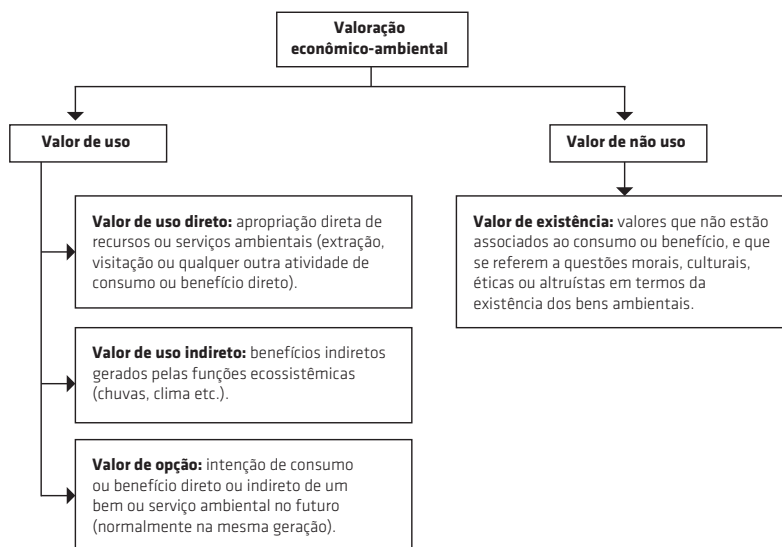 Valoração
econômico-ambiental
Valor de uso
Valor de não uso
Valor de uso direto: apropriação direta de
recursos ou serviços ambientais (extração,
visitação ou qualquer outra atividade de
consumo ou benefício direto).
Valor de existência: valores que não estão
associados ao consumo ou benefício, e que
se referem a questões morais, culturais,
éticas ou altruístas em termos da
existência dos bens ambientais.
Valor de uso indireto: benefícios indiretos
gerados pelas funções ecossistêmicas
(chuvas, clima etc.).
Valor de opção: intenção de consumo
ou benefício direto ou indireto de um
bem ou serviço ambiental no futuro
(normalmente na mesma geração).